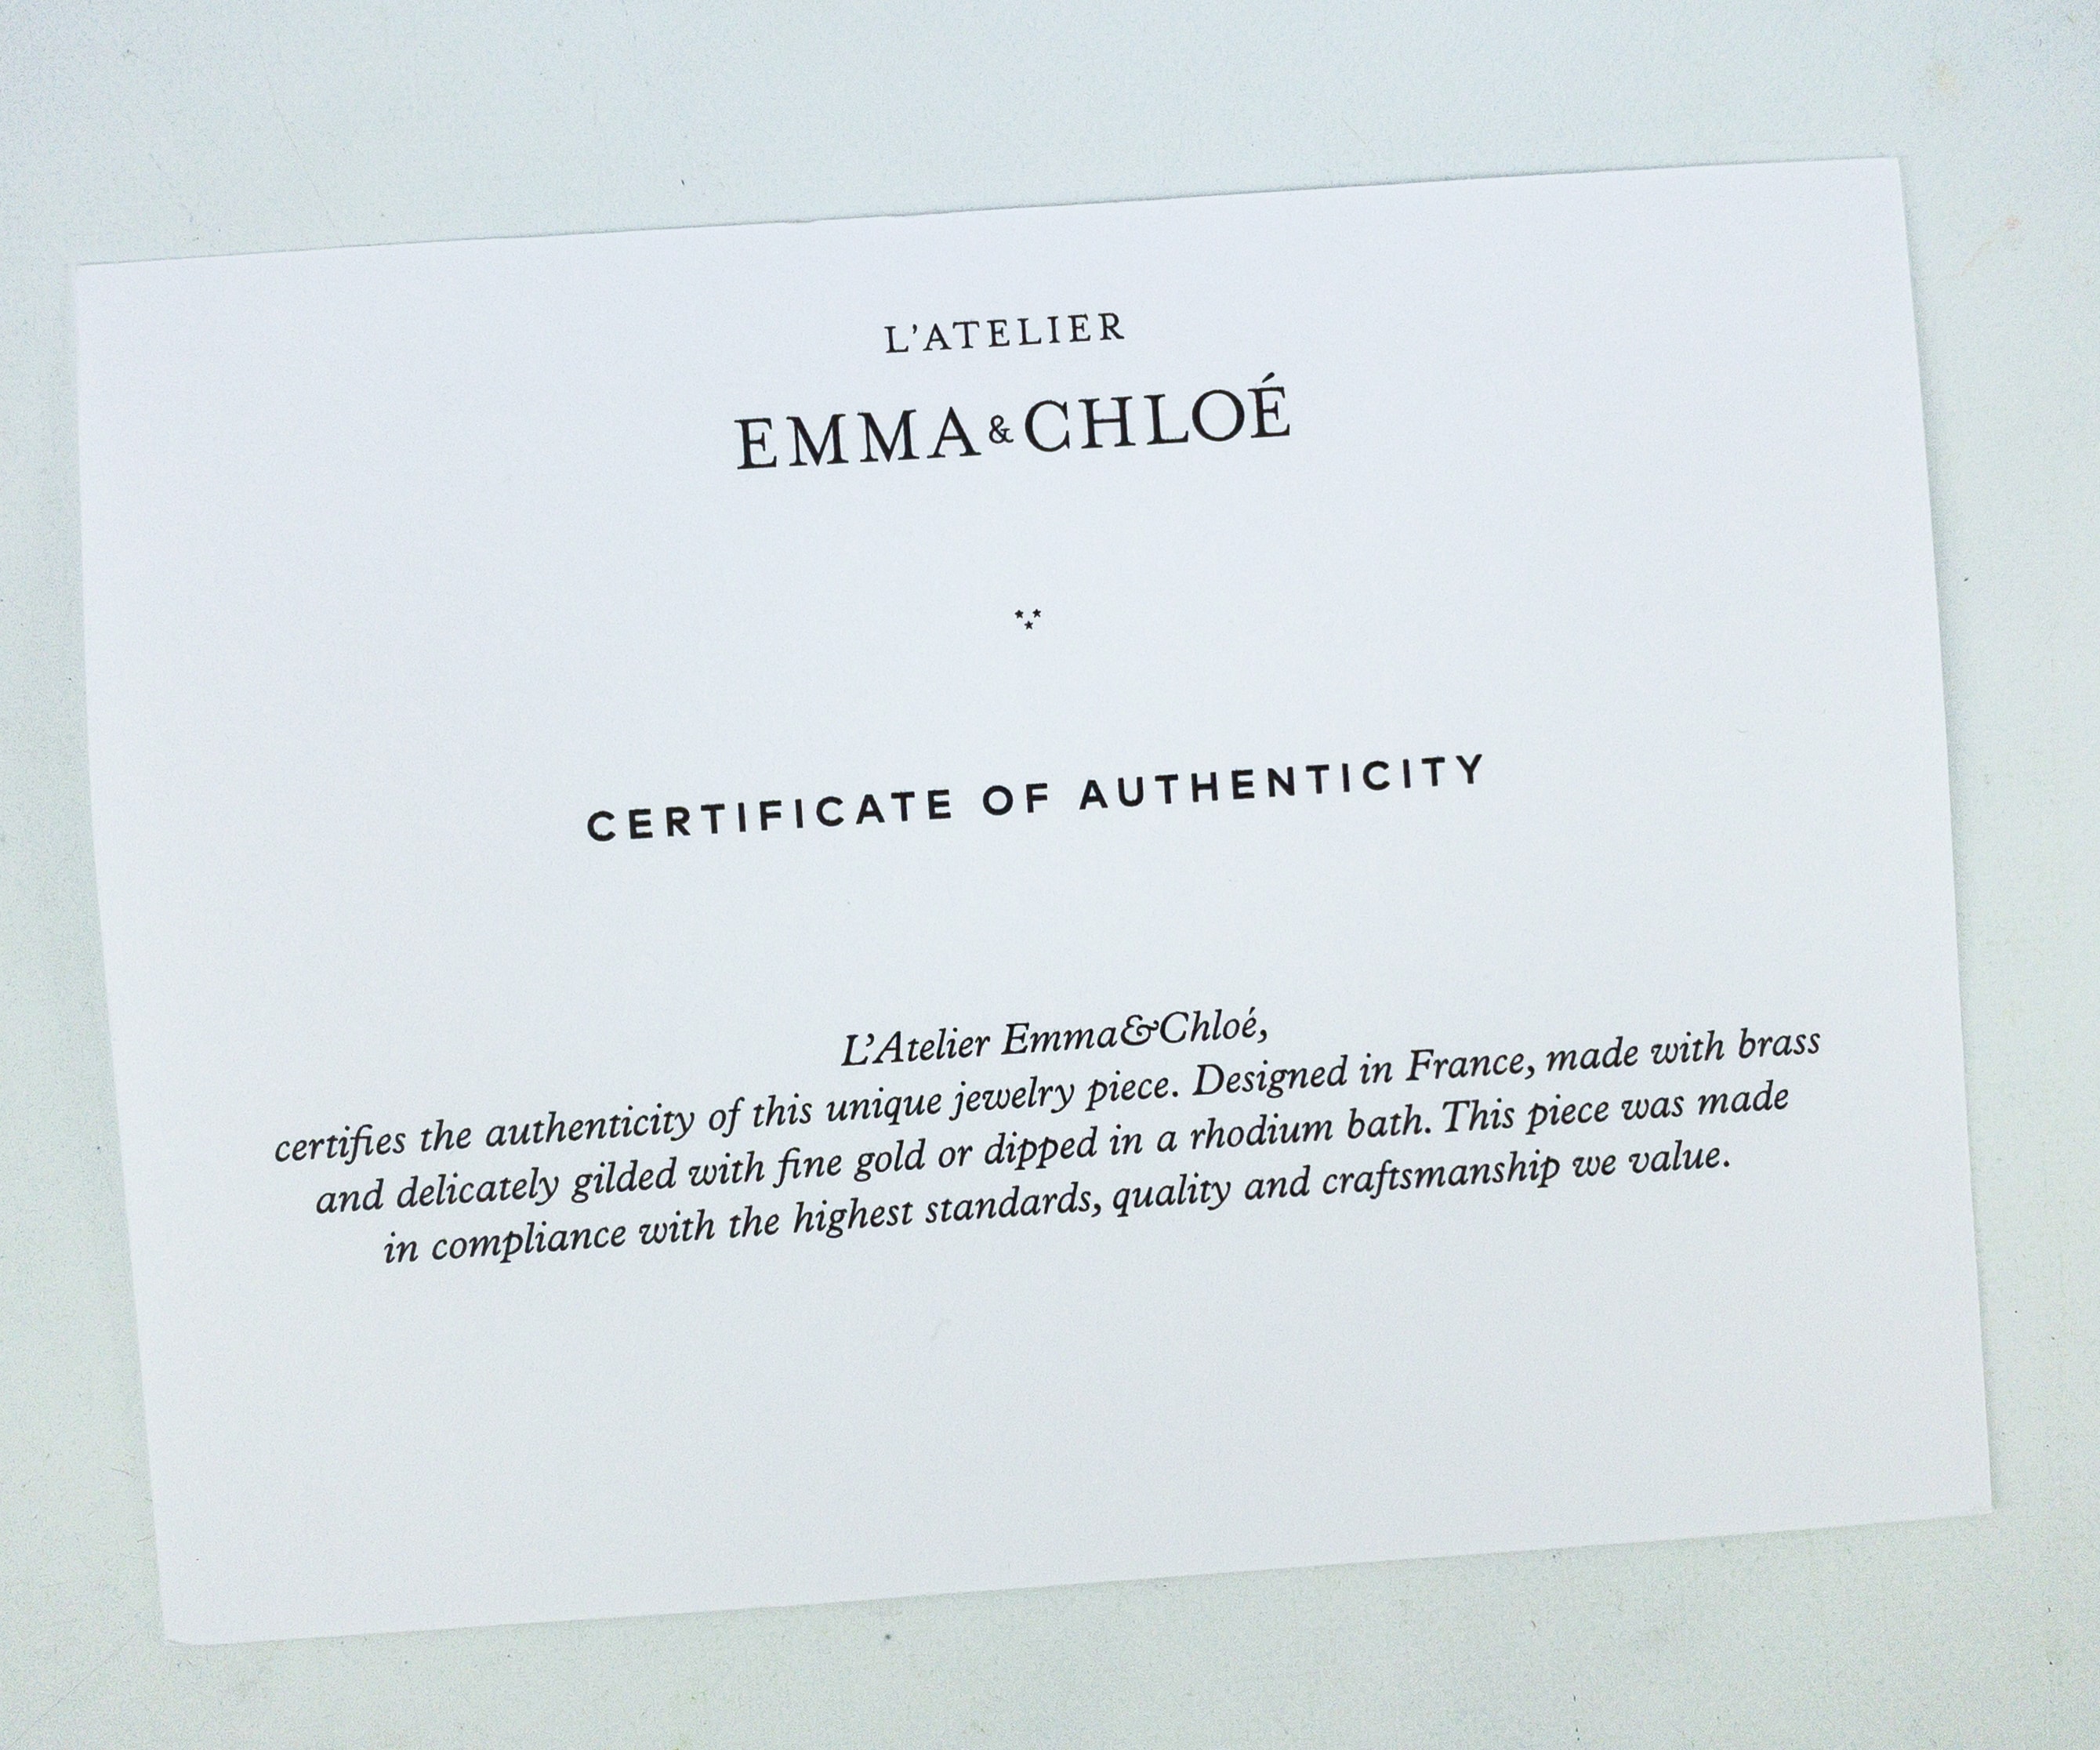 L'ATELIER
EMMA&CHLOÉ
CERTIFICATE OF AUTHENTICITY
L'Atelier Emma&Chloé,
certifies the authenticity of this unique jewelry piece. Designed in France, made with brass
and delicately gilded with fine gold or dipped in a rhodium bath. This piece was made
in compliance with the highest standards, quality and craftsmanship we value.